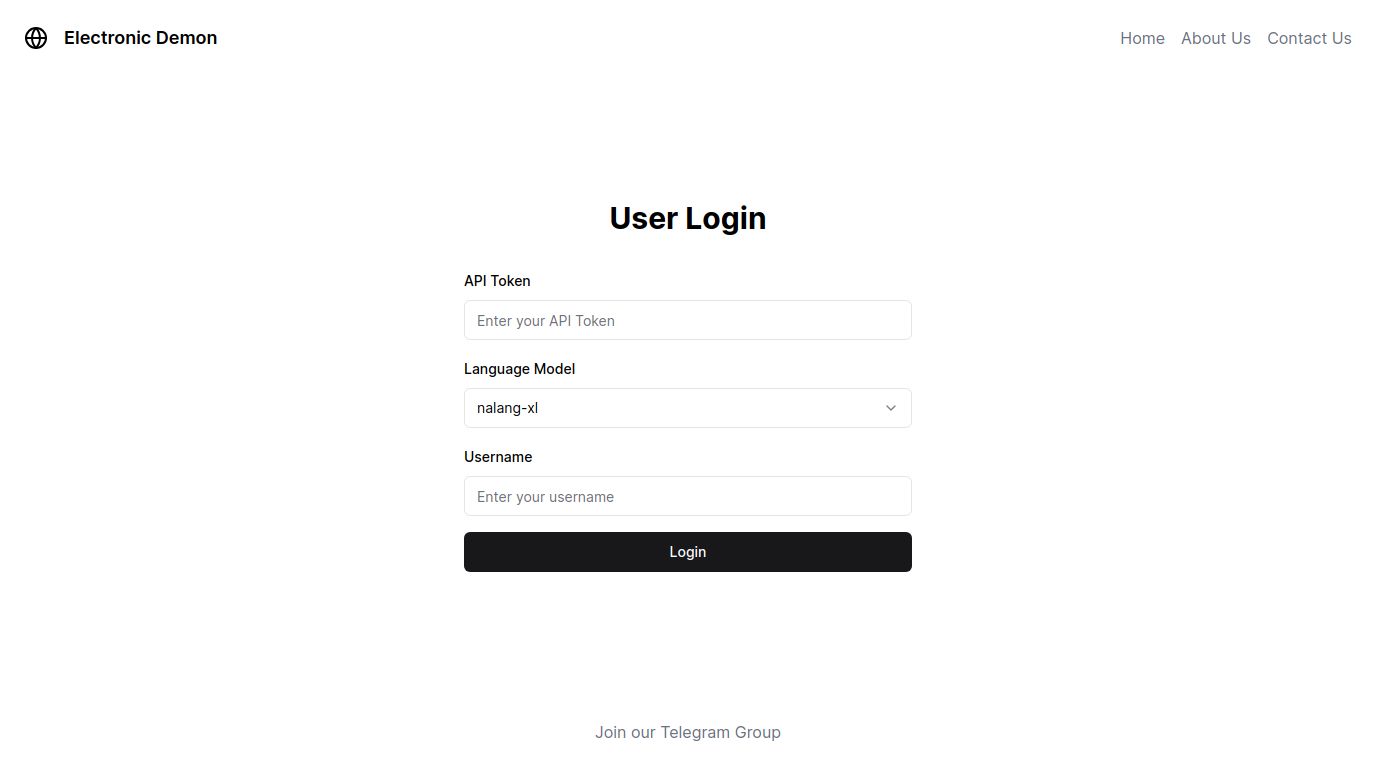 Electronic Demon
Home About Us Contact Us
User Login
API Token
Enter your API Token
Language Model
nalang-xl
Username
Enter your username
Login
Join our Telegram Group